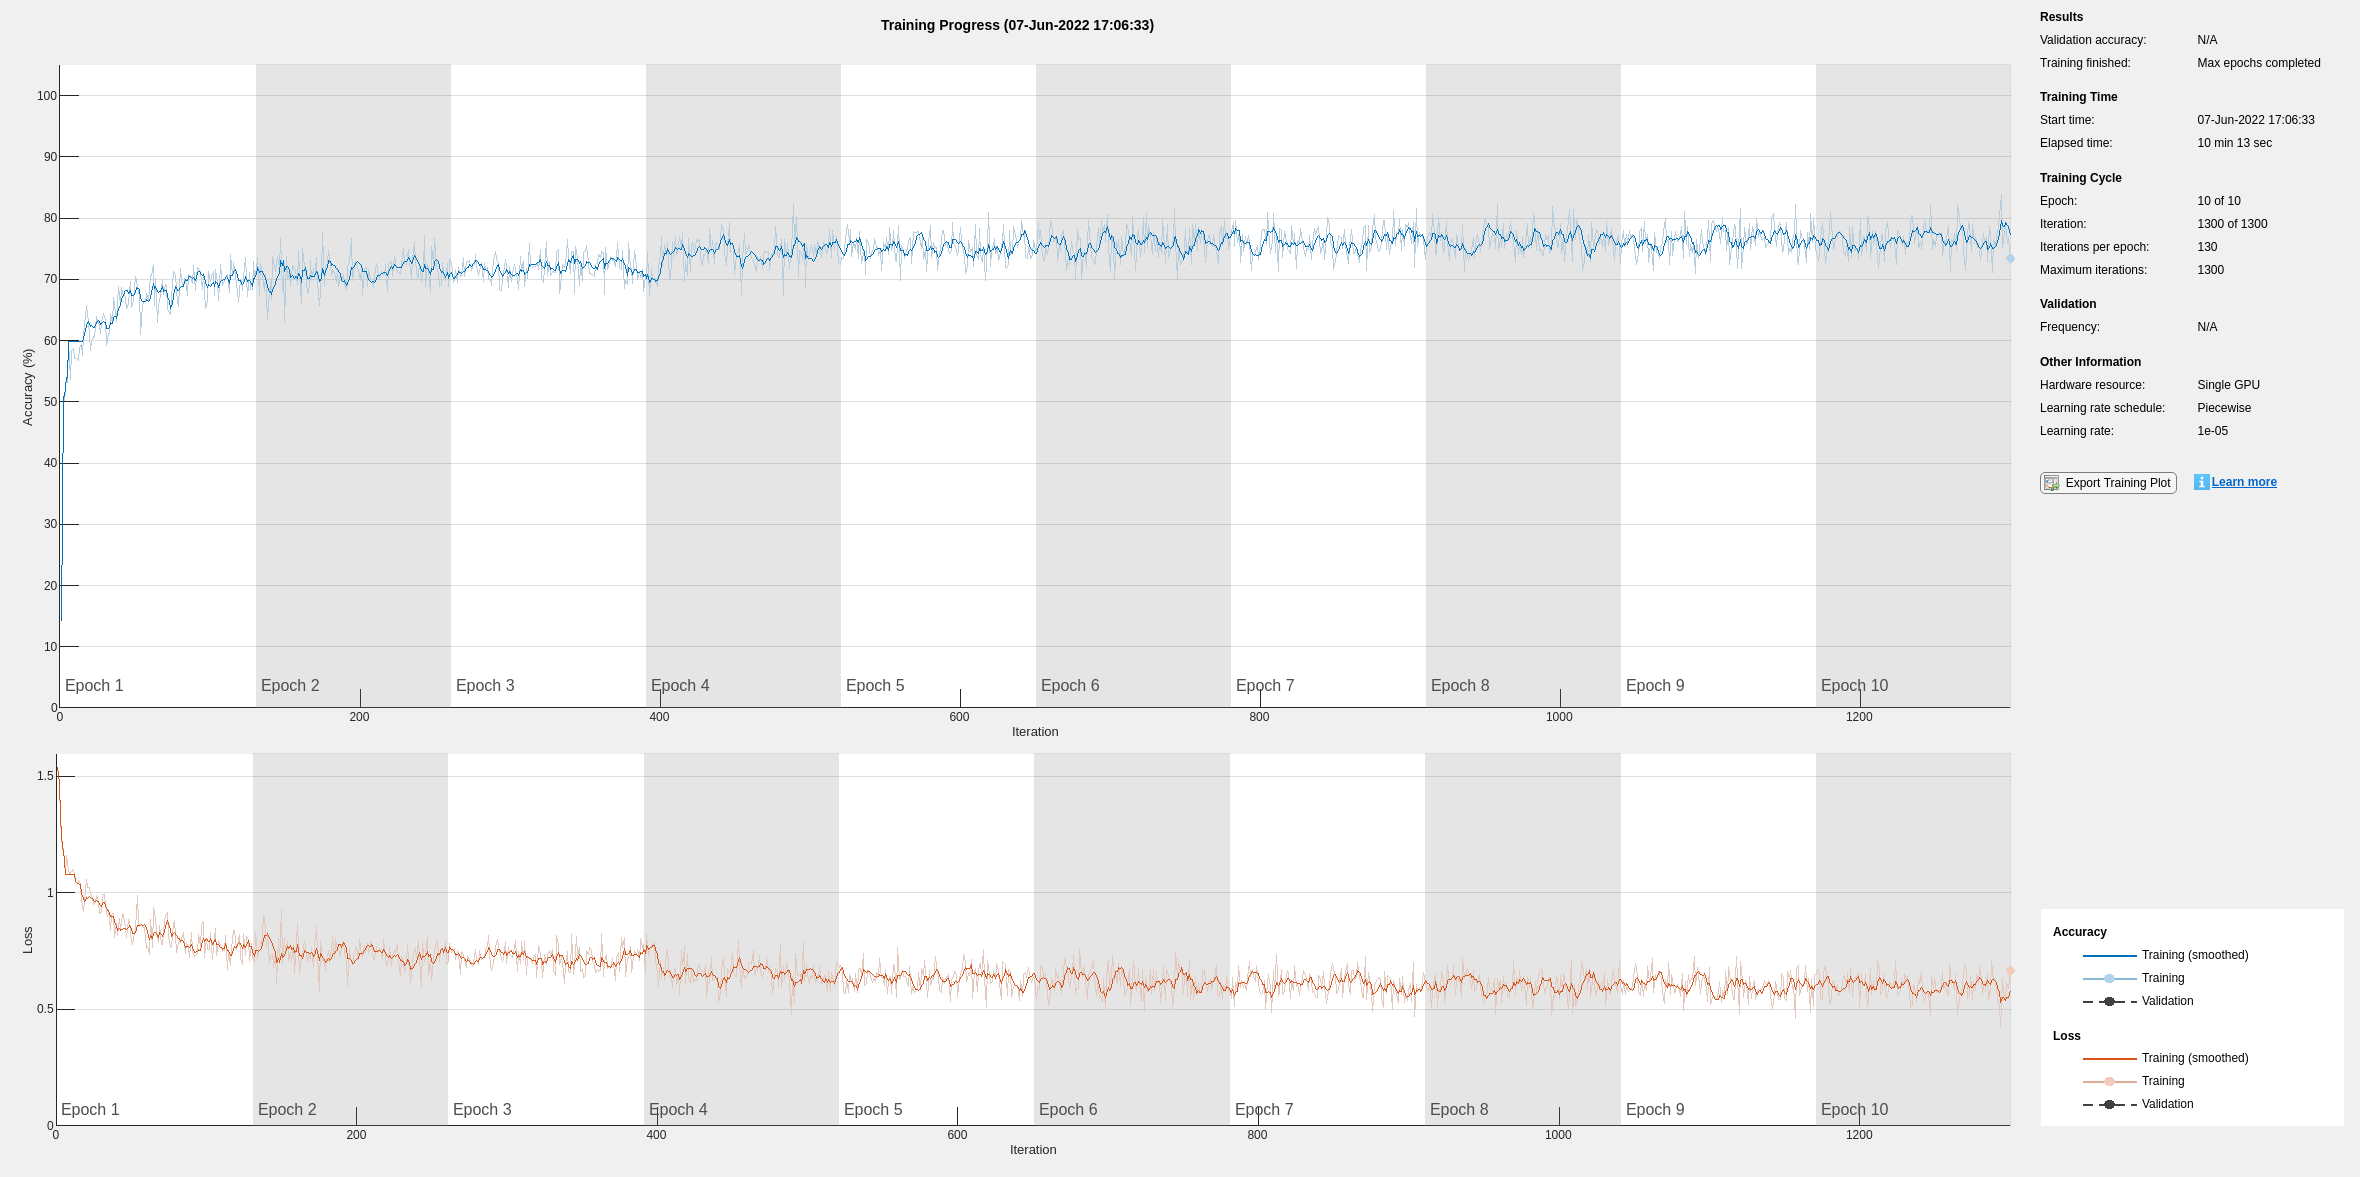 Training Progress (07-Jun-2022 17:06:33)
100
90
80
70
60
50
40
30
20
10
0
Accuracy (%)
Epoch 1 Epoch 2 Epoch 3 Epoch 4 Epoch 5 Epoch 6 Epoch 7 Epoch 8 Epoch 9 Epoch 10
0 200 400 600 800 1000 1200
Iteration
1.5
1
0.5
0
Loss
Epoch 1 Epoch 2 Epoch 3 Epoch 4 Epoch 5 Epoch 6 Epoch 7 Epoch 8 Epoch 9 Epoch 10
0 200 400 600 800 1000 1200
Iteration
Results
Validation accuracy: N/A
Training finished: Max epochs completed
Training Time
Start time: 07-Jun-2022 17:06:33
Elapsed time: 10 min 13 sec
Training Cycle
Epoch: 10 of 10
Iteration: 1300 of 1300
Iterations per epoch: 130
Maximum iterations: 1300
Validation
Frequency: N/A
Other Information
Hardware resource: Single GPU
Learning rate schedule: Piecewise
Learning rate: 1e-05
Export Training Plot Learn more
Accuracy
Training (smoothed)
Training
Validation
Loss
Training (smoothed)
Training
Validation